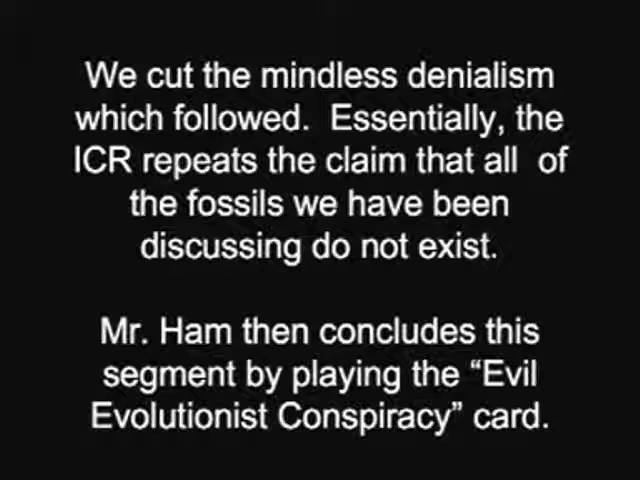 We cut the mindless denialism
which followed.  Essentially, the
ICR repeats the claim that all  of
the fossils we have been
discussing do not exist.
Mr. Ham then concludes this
segment by playing the “Evil
Evolutionist Conspiracy” card.